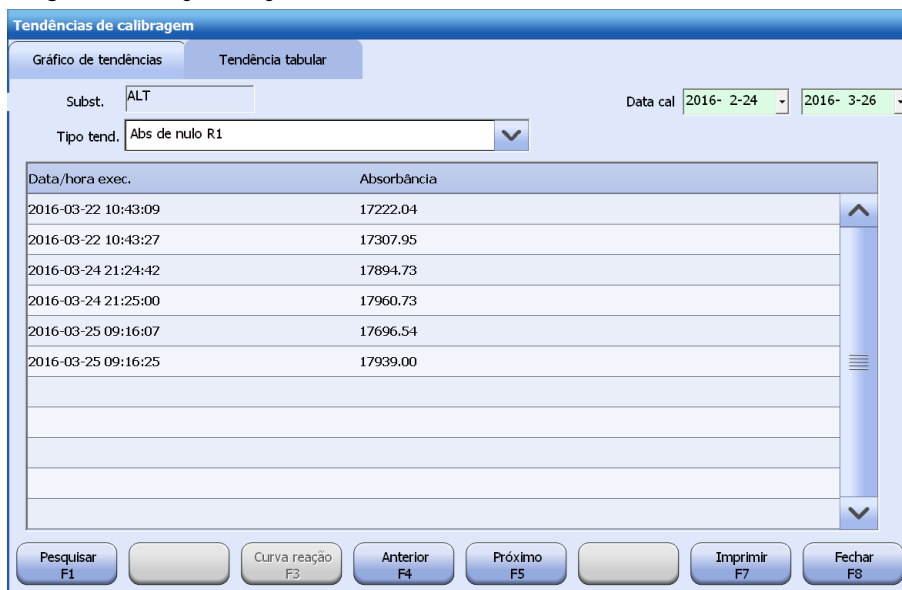 Tendências de calibragem
Gráfico de tendências Tendência tabular
Subst. ALT Data cal 2016- 2-24 2016- 3-26
Tipo tend. Abs de nulo R1
Data/hora exec. Absorbância
2016-03-22 10:43:09 17222.04
2016-03-22 10:43:27 17307.95
2016-03-24 21:24:42 17894.73
2016-03-24 21:25:00 17960.73
2016-03-25 09:16:07 17696.54
2016-03-25 09:16:25 17939.00
Pesquisar Curva reação Anterior Próximo Imprimir Fechar
F1 F3 F4 F5 F7 F8